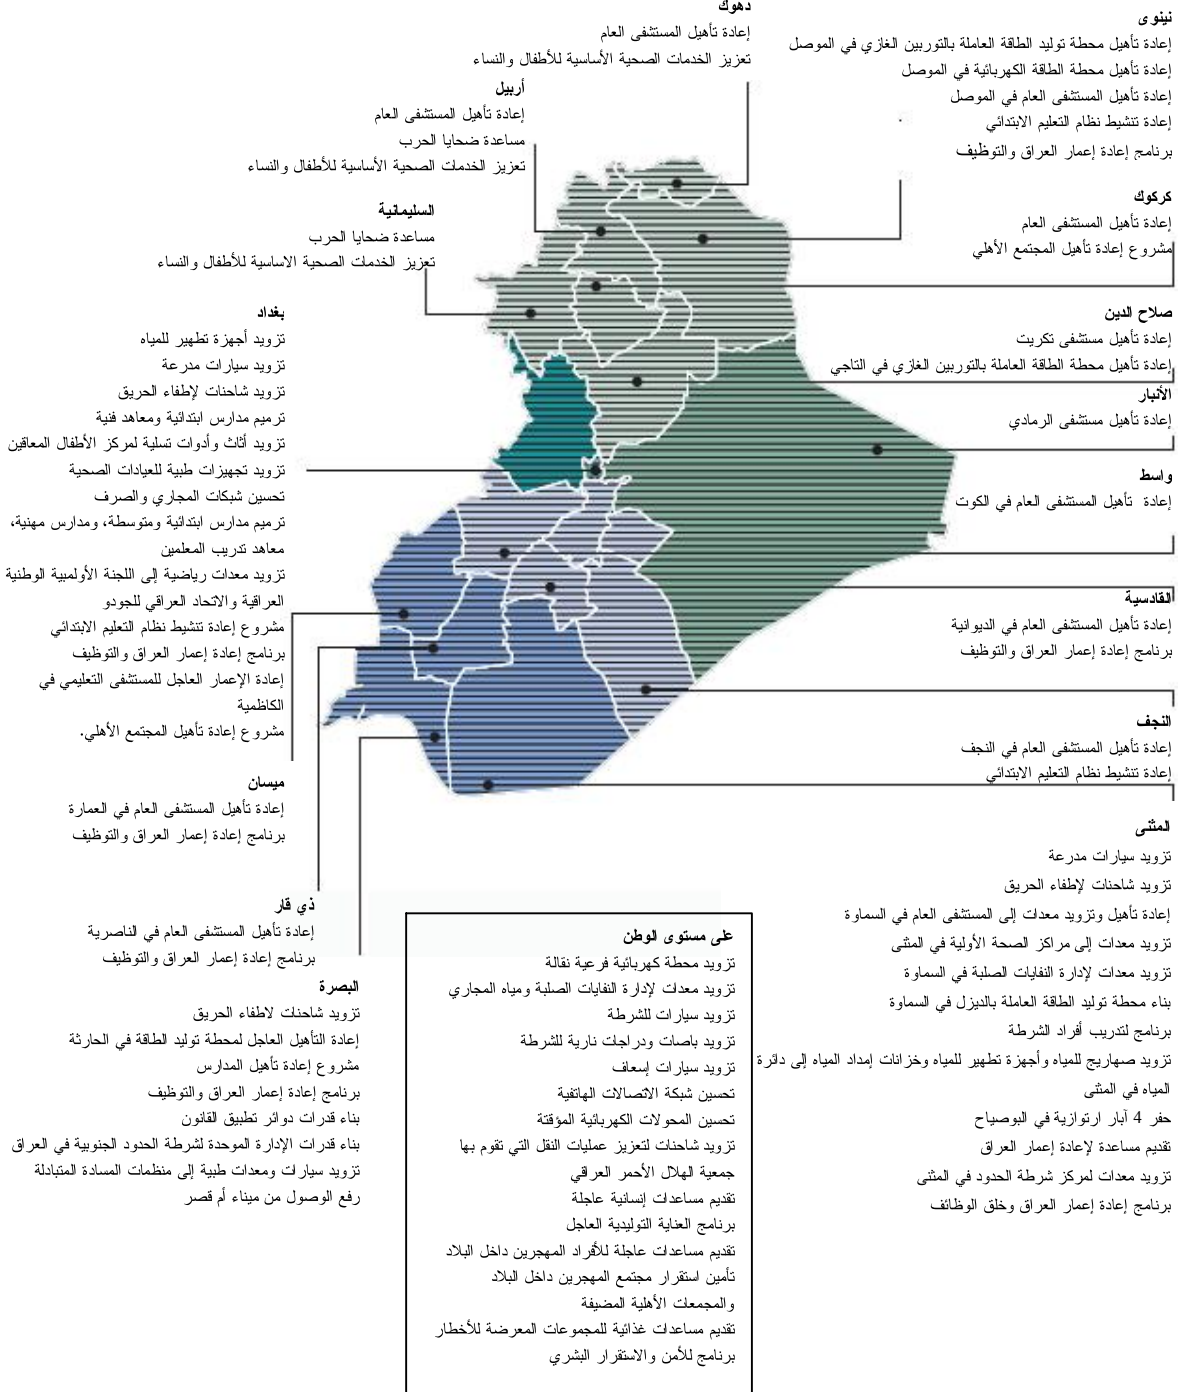 دهوك
إعادة تأهيل المستشفى العام
تعزيز الخدمات الصحية الأساسية للأطفال والنساء
نينوى
إعادة تأهيل محطة توليد الطاقة العاملة بالتوربين الغازي في الموصل
إعادة تأهيل محطة الطاقة الكهربائية في الموصل
إعادة تأهيل المستشفى العام في الموصل
إعادة تنشيط نظام التعليم الابتدائي
برنامج إعادة إعمار العراق والتوظيف
أربيل
إعادة تأهيل المستشفى العام
مساعدة ضحايا الحرب
تعزيز الخدمات الصحية الأساسية للأطفال والنساء
كركوك
إعادة تأهيل المستشفى العام
مشروع إعادة تأهيل المجتمع الأهلي
السليمانية
مساعدة ضحايا الحرب
تعزيز الخدمات الصحية الاساسية للأطفال والنساء
صلاح الدين
إعادة تأهيل مستشفى تكريت
إعادة تأهيل محطة الطاقة العاملة بالتوربين الغازي في التاجي
الأنبار
إعادة تأهيل مستشفى الرمادي
واسط
إعادة تأهيل المستشفى العام في الكوت
القادسية
إعادة تأهيل المستشفى العام في الديوانية
برنامج إعادة إعمار العراق والتوظيف
النجف
إعادة تأهيل المستشفى العام في النجف
إعادة تنشيط نظام التعليم الابتدائي
المثنى
تزويد سيارات مدرعة
تزويد شاحنات لإطفاء الحريق
إعادة تأهيل وتزويد معدات إلى المستشفى العام في السماوة
تزويد معدات إلى مراكز الصحة الأولية في المثنى
تزويد معدات لإدارة النفايات الصلبة في السماوة
بناء محطة توليد الطاقة العاملة بالديزل في السماوة
برنامج لتدريب أفراد الشرطة
تزويد صهاريج للمياه وأجهزة تطهير للمياه وخزانات إمداد المياه إلى دائرة
المياه في المثنى
حفر 4 آبار ارتوازية في البوصياح
تقديم مساعدة لإعادة إعمار العراق
تزويد معدات لمركز شرطة الحدود في المثنى
برنامج إعادة إعمار العراق وخلق الوظائف
بغداد
تزويد أجهزة تطهير للمياه
تزويد سيارات مدرعة
تزويد شاحنات لإطفاء الحريق
ترميم مدارس ابتدائية ومعاهد فنية
تزويد أثاث وأدوات تسلية لمركز الأطفال المعاقين
تزويد تجهيزات طبية للعيادات الصحية
تحسين شبكات المجاري والصرف
ترميم مدارس ابتدائية ومتوسطة، ومدارس مهنية،
معاهد تدريب المعلمين
تزويد معدات رياضية إلى اللجنة الأولمبية الوطنية
العراقية والاتحاد العراقي للجودو
مشروع إعادة تنشيط نظام التعليم الابتدائي
برنامج إعادة إعمار العراق والتوظيف
إعادة الإعمار العاجل للمستشفى التعليمي في
الكاظمية
مشروع إعادة تأهيل المجتمع الأهلي.
ميسان
إعادة تأهيل المستشفى العام في العمارة
برنامج إعادة إعمار العراق والتوظيف
ذي قار
إعادة تأهيل المستشفى العام في الناصرية
برنامج إعادة إعمار العراق والتوظيف
البصرة
تزويد شاحنات لاطفاء الحريق
إعادة التأهيل العاجل لمحطة توليد الطاقة في الحارثة
مشروع إعادة تأهيل المدارس
برنامج إعادة إعمار العراق والتوظيف
بناء قدرات دوائر تطبيق القانون
بناء قدرات الإدارة الموحدة لشرطة الحدود الجنوبية في العراق
تزويد سيارات ومعدات طبية إلى منظمات المسادة المتبادلة
رفع الوصول من ميناء أم قصر
على مستوى الوطن
تزويد محطة كهربائية فرعية نقالة
تزويد معدات لإدارة النفايات الصلبة ومياه المجاري
تزويد سيارات للشرطة
تزويد باصات ودراجات نارية للشرطة
تزويد سيارات إسعاف
تحسين شبكة الاتصالات الهاتفية
تحسين المحولات الكهربائية المؤقتة
تزويد شاحنات لتعزيز عمليات النقل التي تقوم بها
جمعية الهلال الأحمر العراقي
تقديم مساعدات إنسانية عاجلة
برنامج العناية التوليدية العاجل
تقديم مساعدات عاجلة للأفراد المهجرين داخل البلاد
تأمين استقرار مجتمع المهجرين داخل البلاد
والمجمعات الأهلية المضيفة
تقديم مساعدات غذائية للمجموعات المعرضة للأخطار
برنامج للأمن والاستقرار البشري